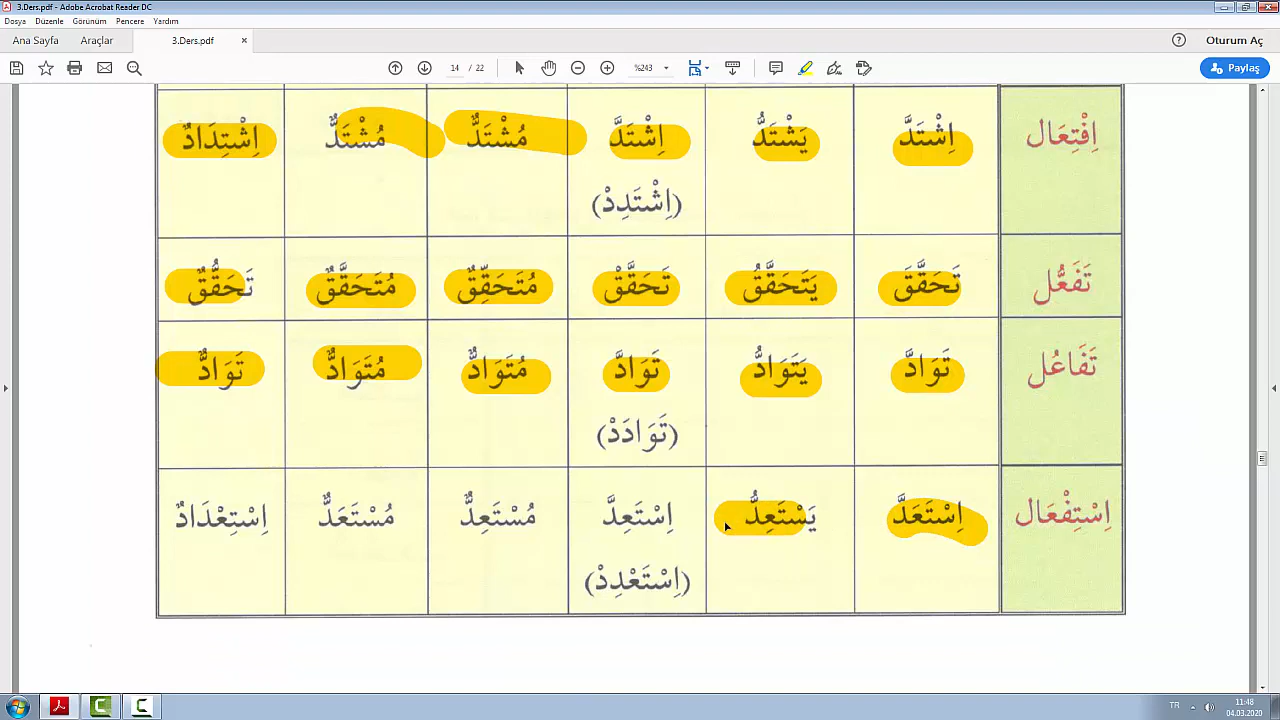 3.Ders.pdf - Adobe Acrobat Reader DC
Dosya Düzenle Görünüm Pencere Yardım
Ana Sayfa Araçlar 3.Ders.pdf × Oturum Aç
14 / 22 %243 Paylaş
اِفْتِعَال اِشْتَدَّ يَشْتَدُّ اِشْتَدَّ مُشْتَدٌّ مُشْتَدٌّ اِشْتِدَادٌ
(اِشْتَدِدْ)
تَفَعُّل تَحَقَّقَ يَتَحَقَّقُ تَحَقَّقْ مُتَحَقِّقٌ مُتَحَقَّقٌ تَحَقُّقٌ
تَفَاعُل تَوَادَّ يَتَوَادُّ تَوَادَّ مُتَوَادٌّ مُتَوَادٌّ تَوَادٌّ
(تَوَادَدْ)
اِسْتِفْعَال اِسْتَعَدَّ يَسْتَعِدُّ اِسْتَعِدَّ مُسْتَعِدٌّ مُسْتَعَدٌّ اِسْتِعْدَادٌ
(اِسْتَعْدِدْ)
TR 11:48
04.03.2020